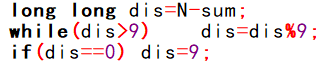 long long dis=N-sum;
while(dis>9) dis=dis%9;
if(dis==0) dis=9;